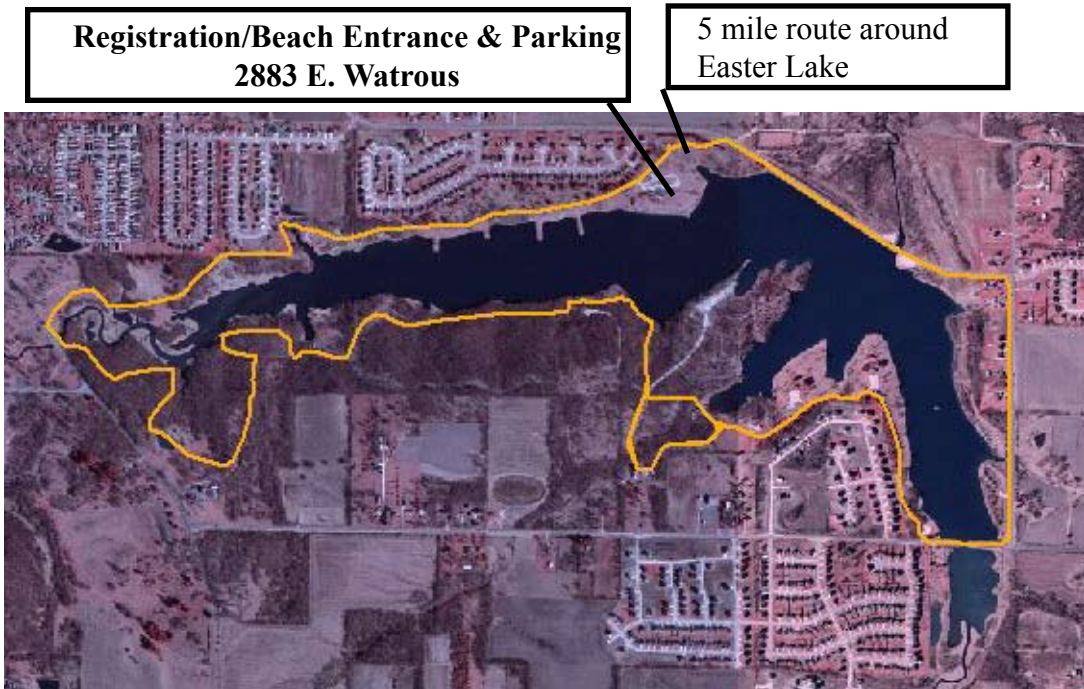 Registration/Beach Entrance & Parking
2883 E. Watrous
5 mile route around
Easter Lake